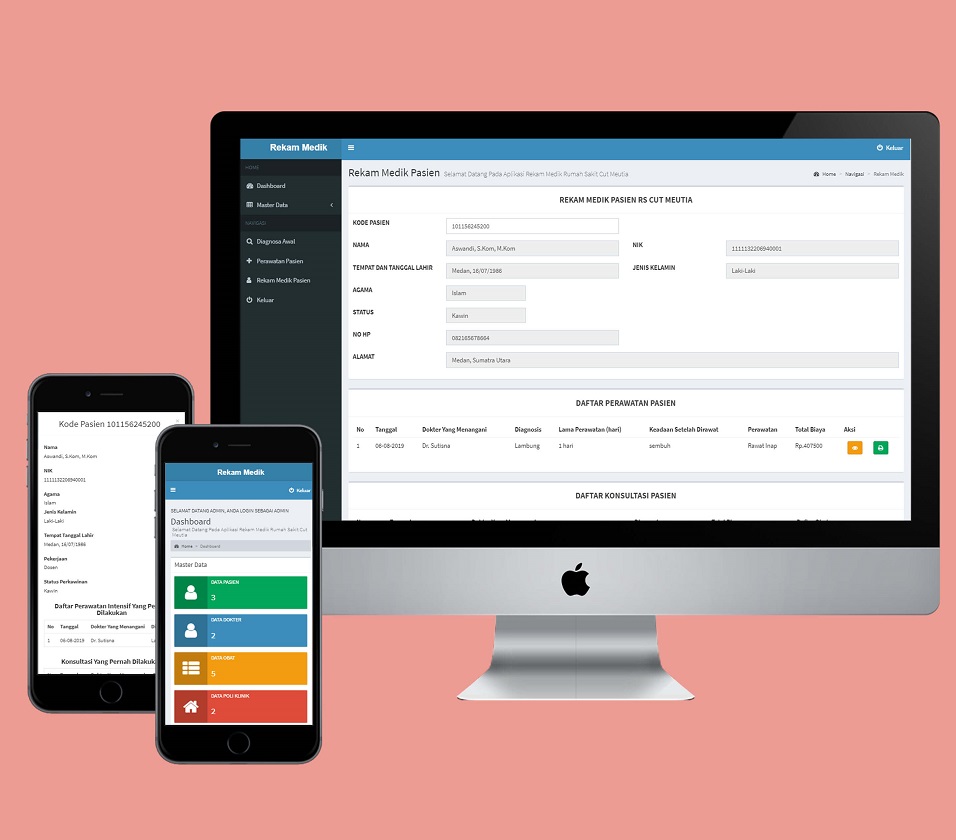 Rekam Medik
Keluar
HOME
Dashboard
Master Data
NAVIGASI
Diagnosa Awal
Perawatan Pasien
Rekam Medik Pasien
Keluar
Rekam Medik Pasien Selamat Datang Pada Aplikasi Rekam Medik Rumah Sakit Cut Meutia
Home > Navigasi > Rekam Medik
REKAM MEDIK PASIEN RS CUT MEUTIA
KODE PASIEN 101156245200
NAMA Aswandi, S.Kom, M.Kom NIK 1111132206940001
TEMPAT DAN TANGGAL LAHIR Medan, 16/07/1986 JENIS KELAMIN Laki-Laki
AGAMA Islam
STATUS Kawin
NO HP 082165678664
ALAMAT Medan, Sumatra Utara
DAFTAR PERAWATAN PASIEN
No Tanggal Dokter Yang Menangani Diagnosis Lama Perawatan (hari) Keadaan Setelah Dirawat Perawatan Total Biaya Aksi
1 06-08-2019 Dr. Sutisna Lambung 1 hari sembuh Rawat Inap Rp.407500
DAFTAR KONSULTASI PASIEN
Kode Pasien 101156245200
Nama
Aswandi, S.Kom, M.Kom
NIK
1111132206940001
Agama
Islam
Jenis Kelamin
Laki-Laki
Tempat Tanggal Lahir
Medan, 16/07/1986
Pekerjaan
Dosen
Status Perkawinan
Kawin
Daftar Perawatan Intensif Yang Pe
Dilakukan
No Tanggal Dokter Yang Menangani
1 06-08-2019 Dr. Sutisna
Konsultasi Yang Pernah Dilakuk
Rekam Medik
Keluar
SELAMAT DATANG ADMIN, ANDA LOGIN SEBAGAI ADMIN
Dashboard
Selamat Datang Pada Aplikasi Rekam Medik Rumah Sakit Cut
Meutia
Home > Dashboard
Master Data
DATA PASIEN
3
DATA DOKTER
2
DATA OBAT
5
DATA POLI KLINIK
2